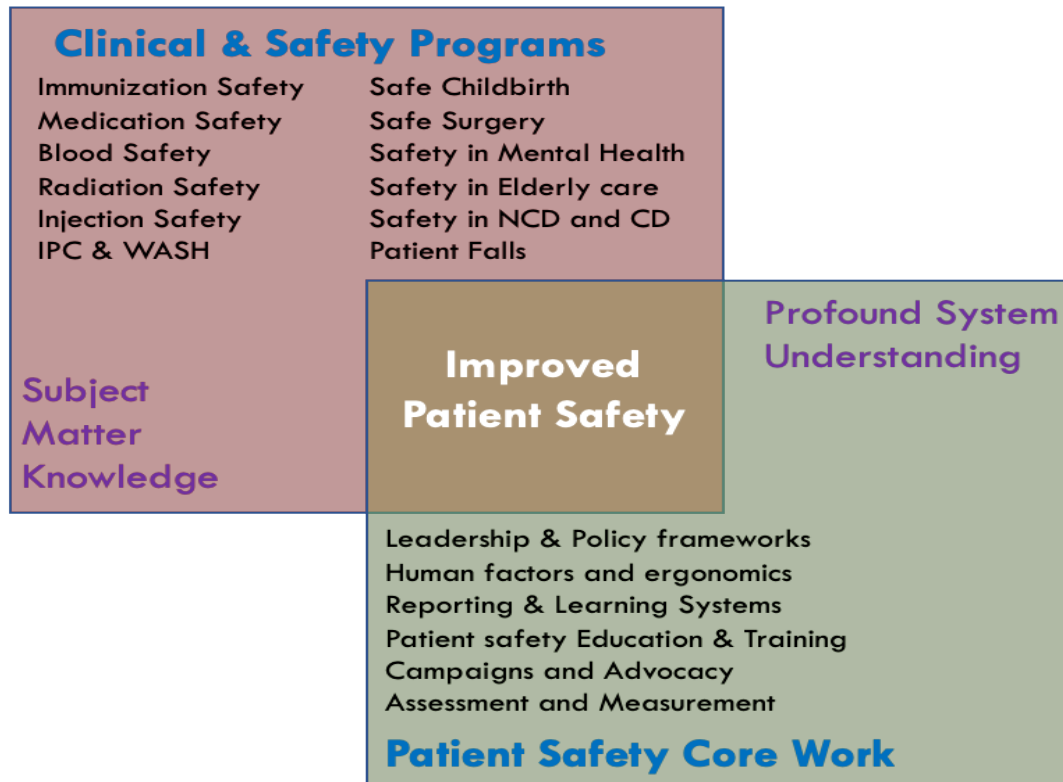 Clinical & Safety Programs
Immunization Safety
Medication Safety
Blood Safety
Radiation Safety
Injection Safety
IPC & WASH
Safe Childbirth
Safe Surgery
Safety in Mental Health
Safety in Elderly care
Safety in NCD and CD
Patient Falls
Subject
Matter
Knowledge
Improved
Patient Safety
Profound System
Understanding
Leadership & Policy frameworks
Human factors and ergonomics
Reporting & Learning Systems
Patient safety Education & Training
Campaigns and Advocacy
Assessment and Measurement
Patient Safety Core Work